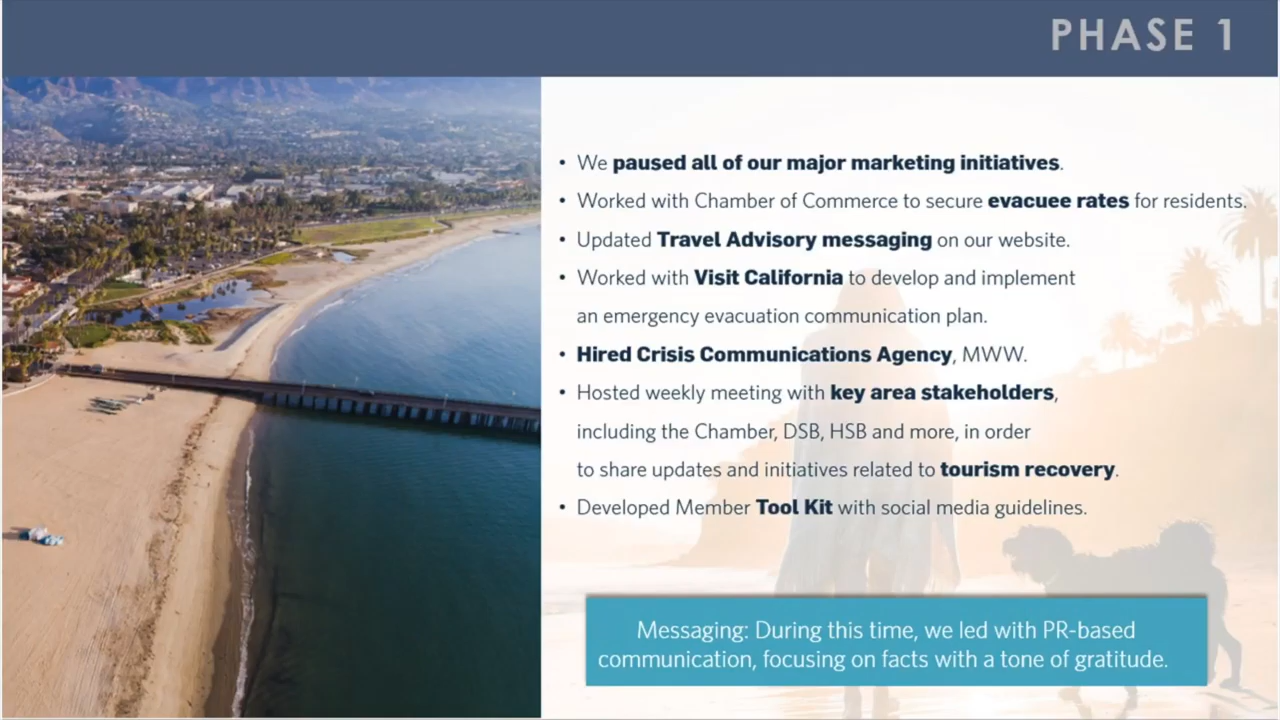 PHASE 1
• We paused all of our major marketing initiatives.
• Worked with Chamber of Commerce to secure evacuee rates for residents.
• Updated Travel Advisory messaging on our website.
• Worked with Visit California to develop and implement
an emergency evacuation communication plan.
• Hired Crisis Communications Agency, MWW.
• Hosted weekly meeting with key area stakeholders,
including the Chamber, DSB, HSB and more, in order
to share updates and initiatives related to tourism recovery.
• Developed Member Tool Kit with social media guidelines.
Messaging: During this time, we led with PR-based
communication, focusing on facts with a tone of gratitude.